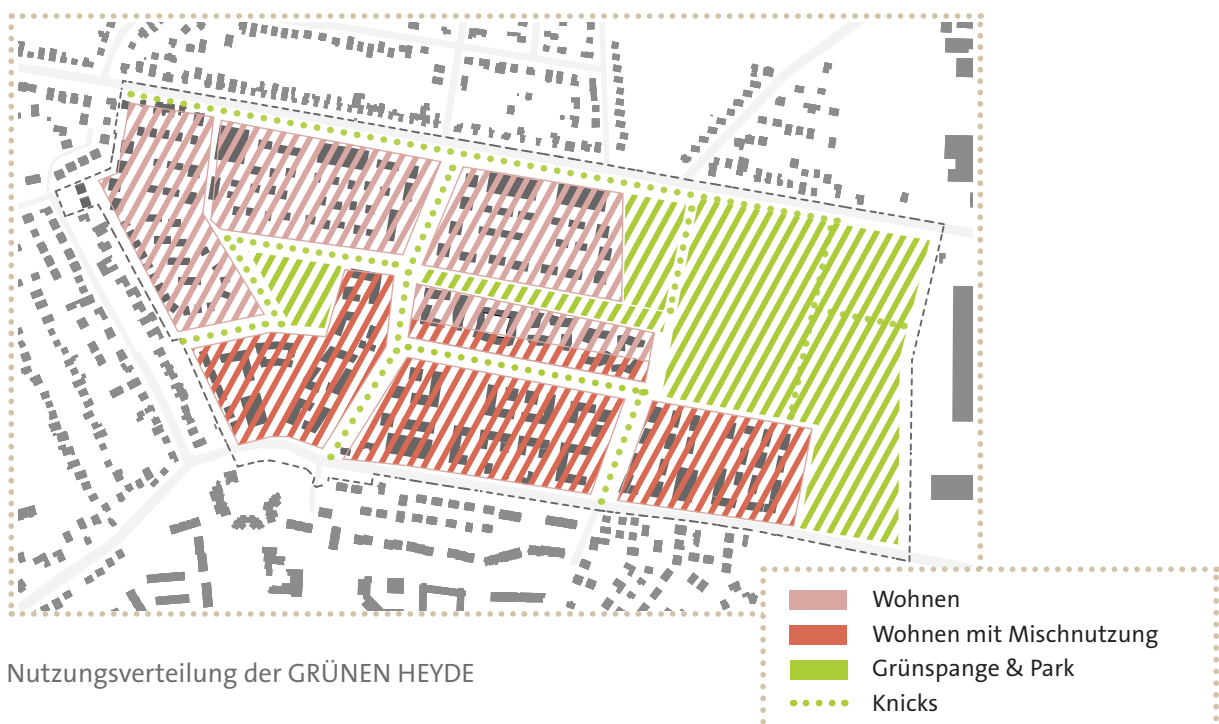 Wohnen
Wohnen mit Mischnutzung
Grünspange & Park
Knicks
Nutzungsverteilung der GRÜNEN HEYDE